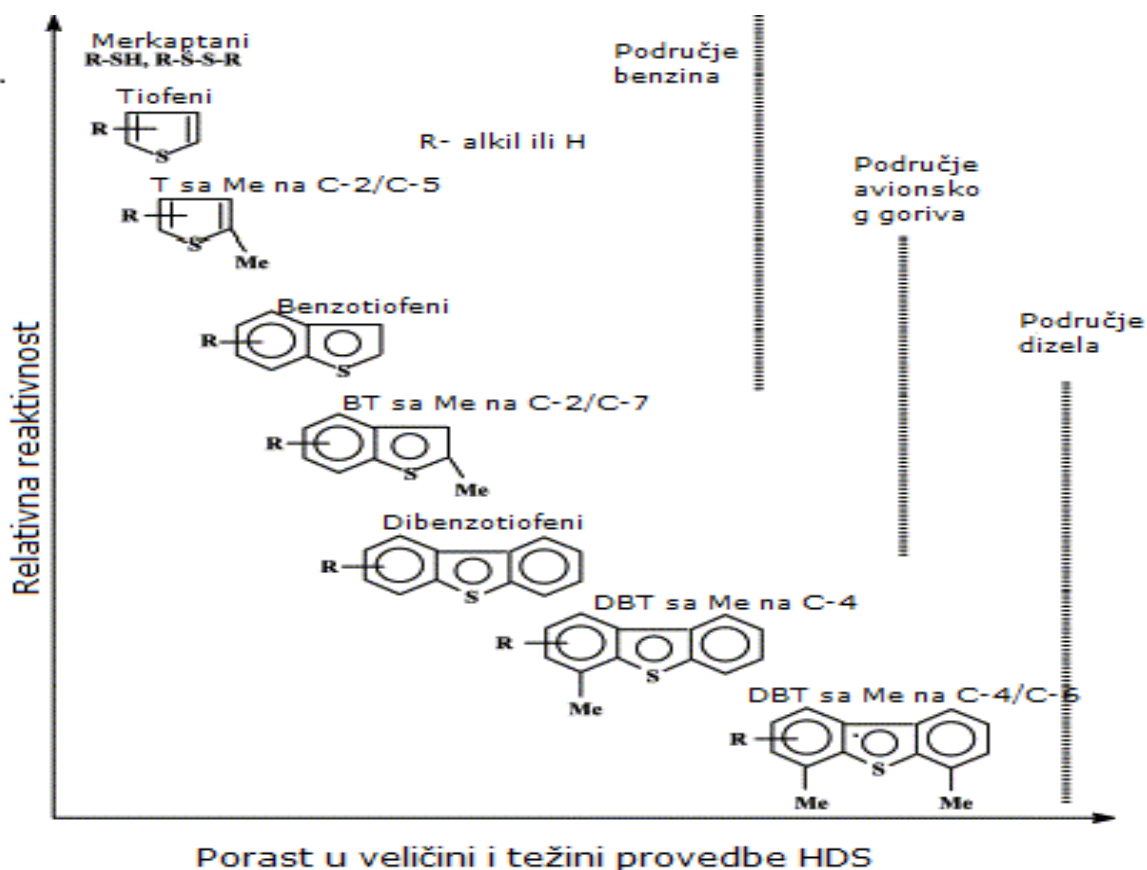 Merkaptani
R-SH, R-S-S-R
Tiofeni
R
S
R- alkil ili H
T sa Me na C-2/C-5
R
S
Me
Benzotiofeni
R
S
BT sa Me na C-2/C-7
R
S
Me
Dibenzotiofeni
R
S
DBT sa Me na C-4
R
S
Me
DBT sa Me na C-4/C-6
R
S
Me
Me
Područje
benzina
Područje
avionsko
g goriva
Područje
dizela
Relativna reaktivnost
Porast u veličini i težini provedbe HDS